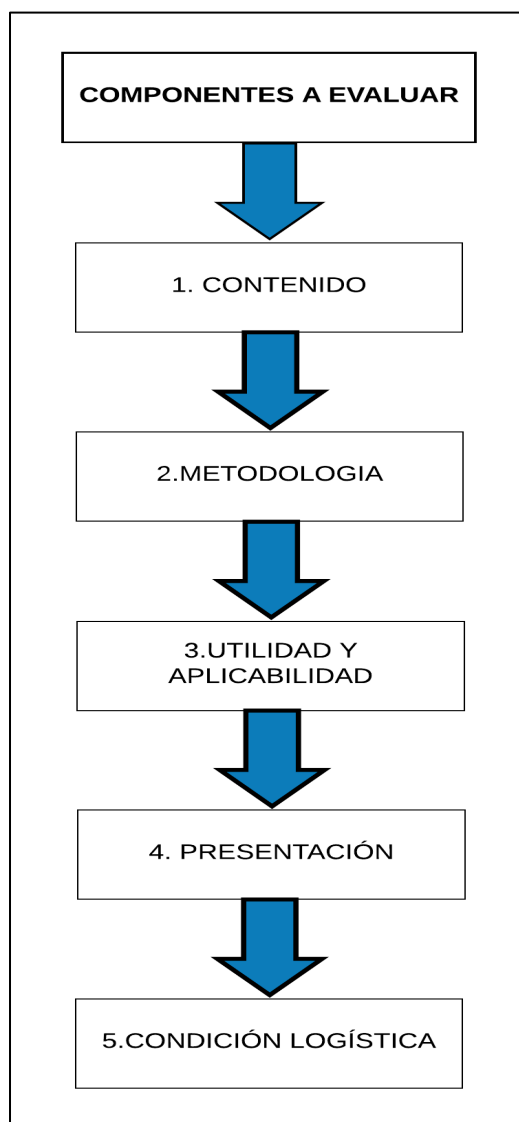 COMPONENTES A EVALUAR
1. CONTENIDO
2.METODOLOGIA
3.UTILIDAD Y
APLICABILIDAD
4. PRESENTACIÓN
5.CONDICIÓN LOGÍSTICA